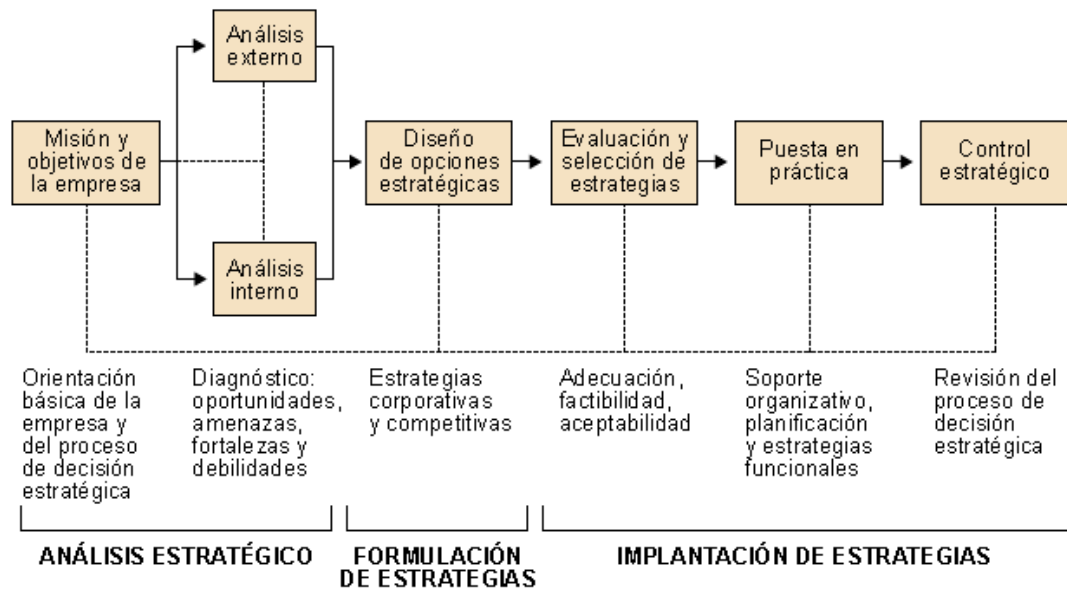 Análisis
externo
Misión y
objetivos de
la empresa
Diseño
de opciones
estratégicas
Evaluación y
selección de
estrategias
Puesta en
práctica
Control
estratégico
Análisis
interno
Orientación
básica de la
empresa y
del proceso
de decisión
estratégica
Diagnóstico:
oportunidades,
amenazas,
fortalezas y
debilidades
Estrategias
corporativas
y competitivas
Adecuación,
factibilidad,
aceptabilidad
Soporte
organizativo,
planificación
y estrategias
funcionales
Revisión del
proceso de
decisión
estratégica
ANÁLISIS ESTRATÉGICO
FORMULACIÓN
DE ESTRATEGIAS
IMPLANTACIÓN DE ESTRATEGIAS